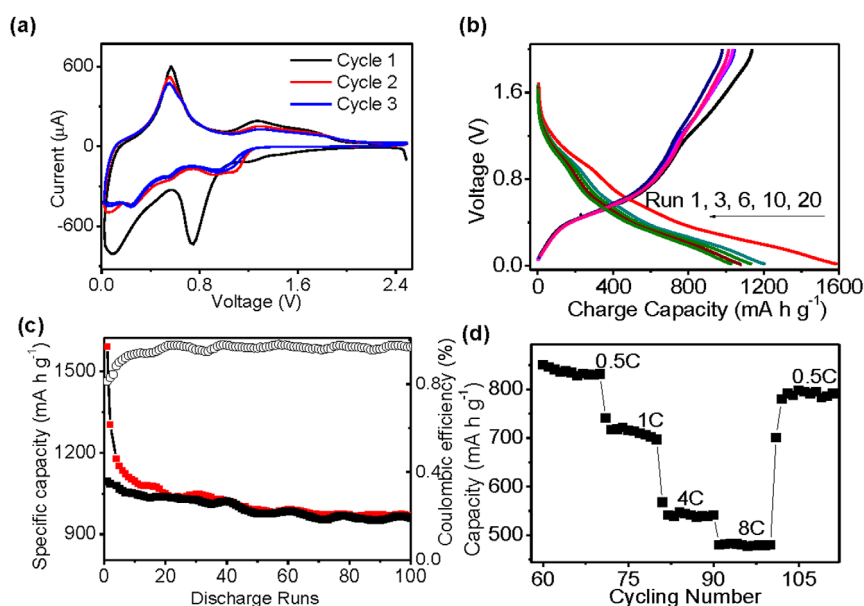 (a)
600
0
-600
Current (μA)
0.0
0.8
1.6
2.4
Voltage (V)
Cycle 1
Cycle 2
Cycle 3
(b)
1.6
0.8
0.0
Voltage (V)
0
400
800
1200
1600
Charge Capacity (mA h g⁻¹)
Run 1, 3, 6, 10, 20
(c)
1500
1200
900
Specific capacity (mA h g⁻¹)
0
20
40
60
80
100
Discharge Runs
0.8
0.4
0.0
Coulombic efficiency (%)
(d)
800
700
600
500
Capacity (mA h g⁻¹)
60
75
90
105
Cycling Number
0.5C
1C
4C
8C
0.5C